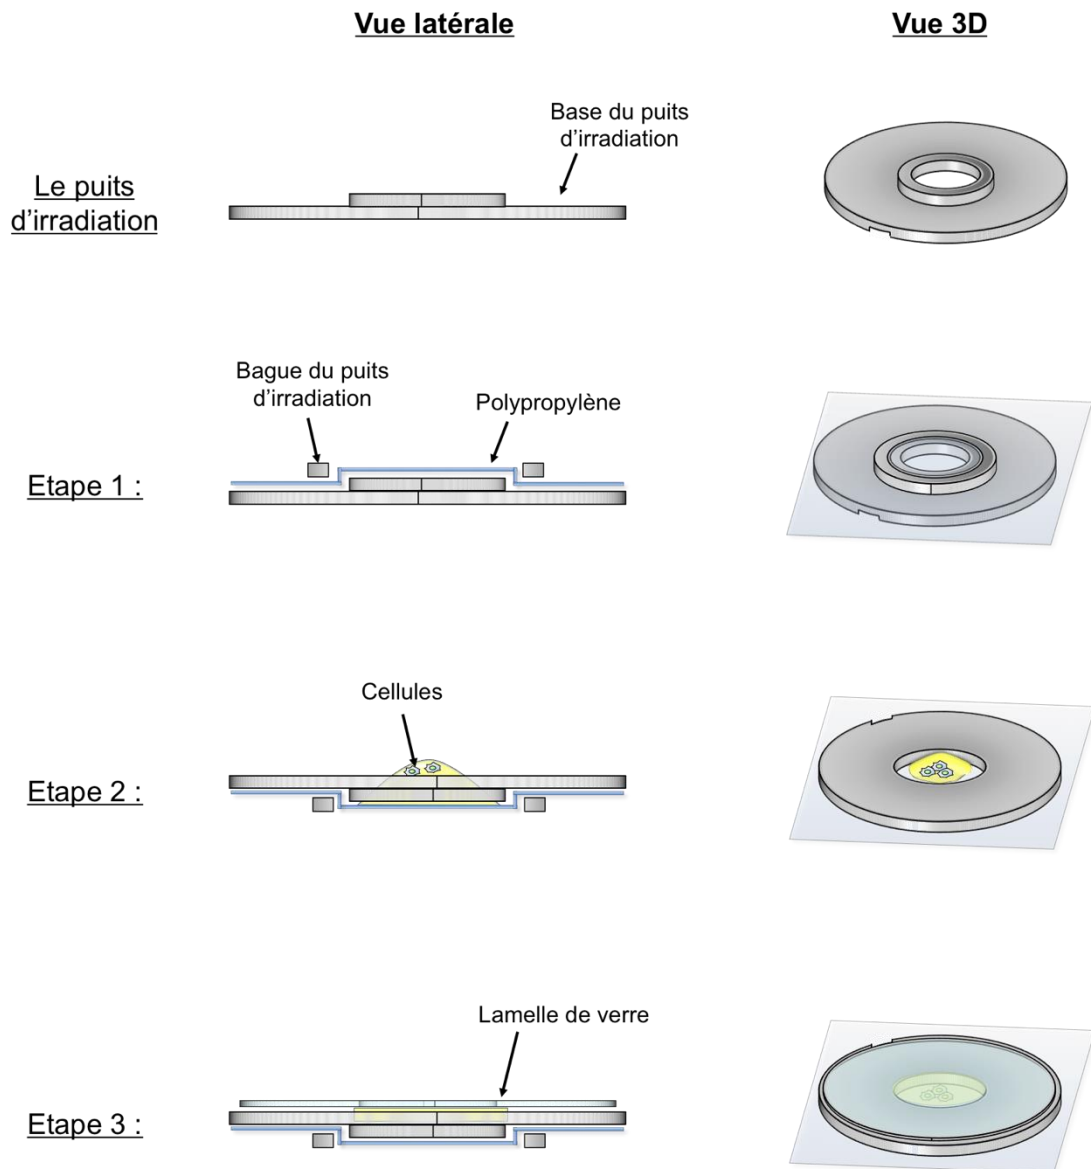 Vue latérale
Vue 3D
Base du puits
d’irradiation
Le puits
d’irradiation
Bague du puits
d’irradiation
Polypropylène
Etape 1 :
Cellules
Etape 2 :
Lamelle de verre
Etape 3 :